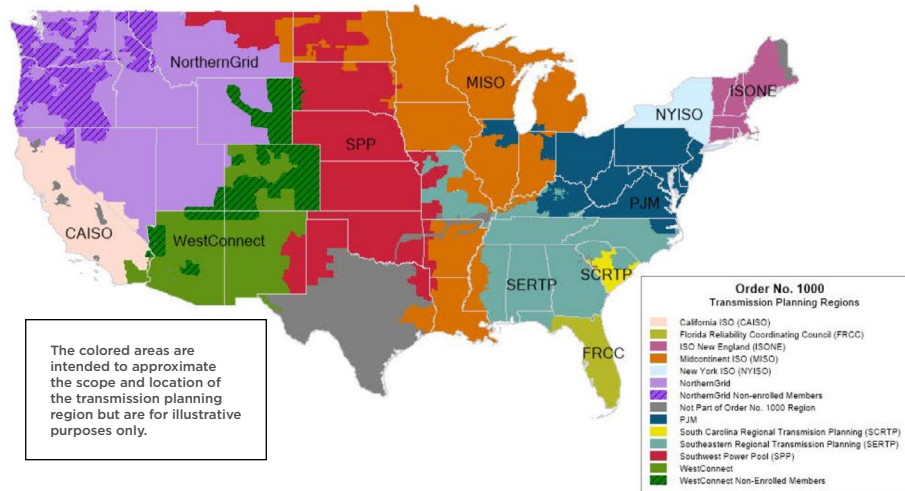 NorthernGrid
MISO
ISONE
NYISO
SPP
PJM
CAISO
WestConnect
SCRTP
SERTP
FRCC
The colored areas are
intended to approximate
the scope and location of
the transmission planning
region but are for illustrative
purposes only.
Order No. 1000
Transmission Planning Regions
California ISO (CAISO)
Florida Reliability Coordinating Council (FRCC)
ISO New England (ISONE)
Midcontinent ISO (MISO)
New York ISO (NYISO)
NorthernGrid
NorthernGrid Non-enrolled Members
Not Part of Order No. 1000 Region
PJM
South Carolina Regional Transmision Planning (SCRTP)
Southeastern Regional Transmission Planning (SERTP)
Southwest Power Pool (SPP)
WestConnect
WestConnect Non-Enrolled Members